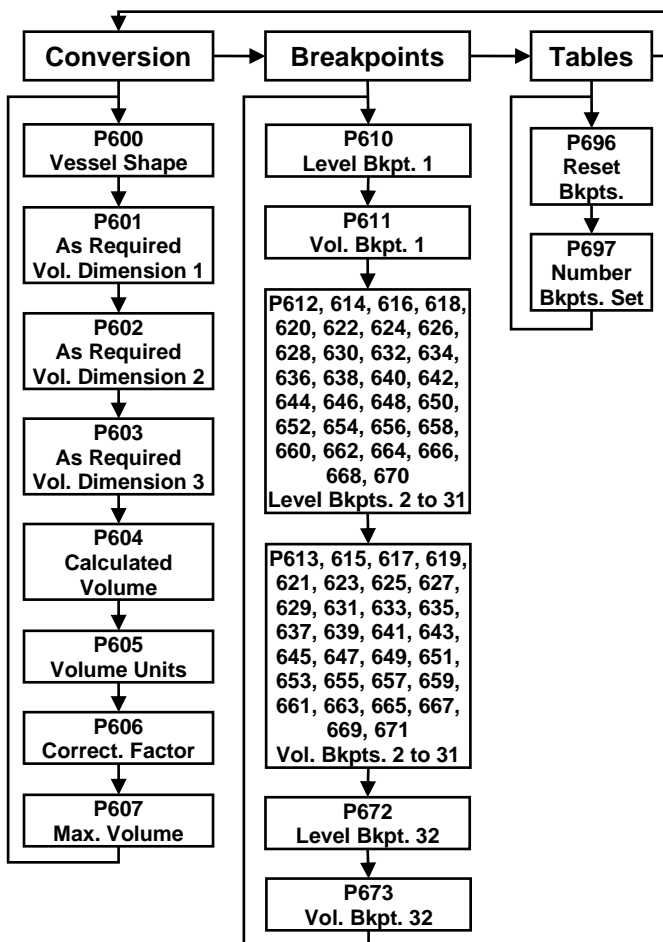 Conversion
P600
Vessel Shape
P601
As Required
Vol. Dimension 1
P602
As Required
Vol. Dimension 2
P603
As Required
Vol. Dimension 3
P604
Calculated
Volume
P605
Volume Units
P606
Correct. Factor
P607
Max. Volume
Breakpoints
P610
Level Bkpt. 1
P611
Vol. Bkpt. 1
P612, 614, 616, 618,
620, 622, 624, 626,
628, 630, 632, 634,
636, 638, 640, 642,
644, 646, 648, 650,
652, 654, 656, 658,
660, 662, 664, 666,
668, 670
Level Bkpts. 2 to 31
P613, 615, 617, 619,
621, 623, 625, 627,
629, 631, 633, 635,
637, 639, 641, 643,
645, 647, 649, 651,
653, 655, 657, 659,
661, 663, 665, 667,
669, 671
Vol. Bkpts. 2 to 31
P672
Level Bkpt. 32
P673
Vol. Bkpt. 32
Tables
P696
Reset
Bkpts.
P697
Number
Bkpts. Set